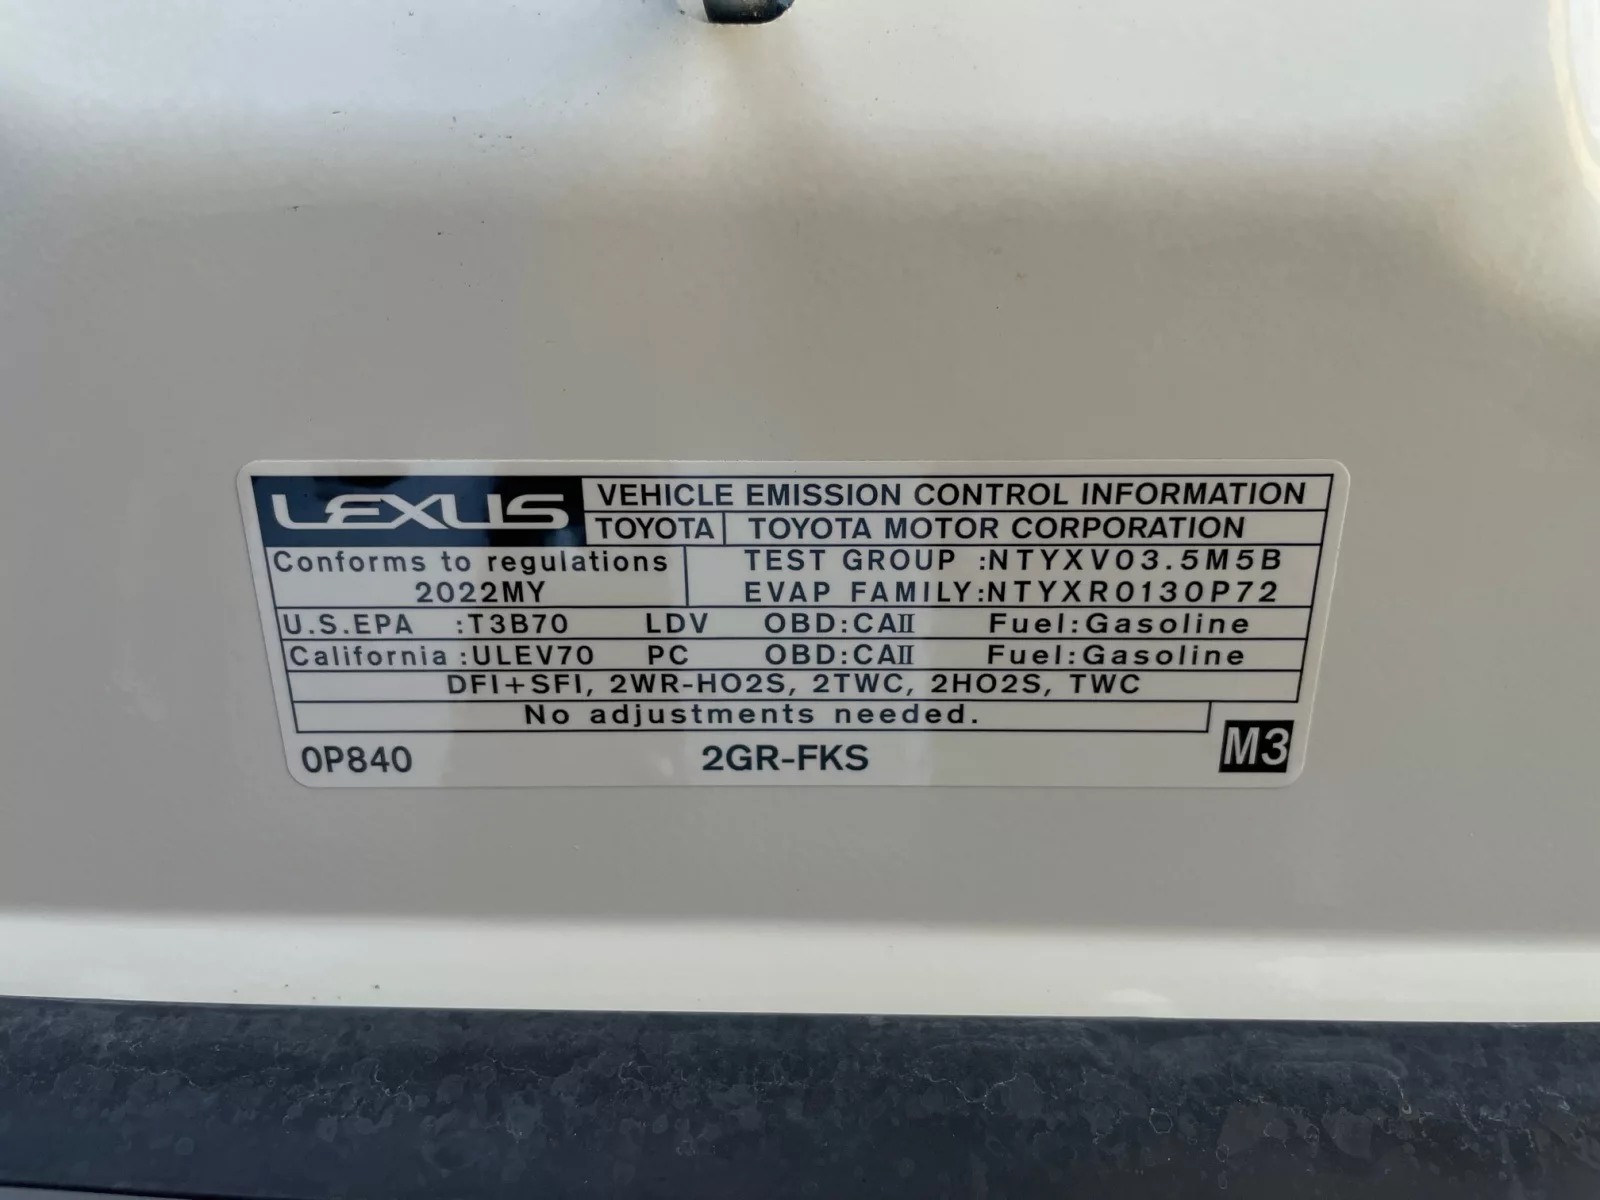 LEXUS VEHICLE EMISSION CONTROL INFORMATION
TOYOTA TOYOTA MOTOR CORPORATION
Conforms to regulations TEST GROUP :NTYXV03.5M5B
2022MY EVAP FAMILY:NTYXR0130P72
U.S.EPA :T3B70 LDV OBD:CAII Fuel:Gasoline
California :ULEV70 PC OBD:CAII Fuel:Gasoline
DFI+SFI, 2WR-HO2S, 2TWC, 2HO2S, TWC
No adjustments needed.
0P840 2GR-FKS M3